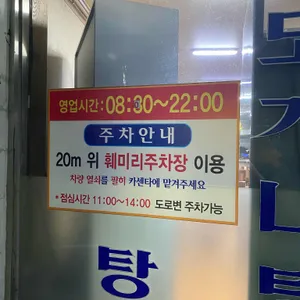 영업시간: 08:30~22:00
주차안내
20m 위 훼미리주차장 이용
차량 열쇠를 필히 카센타에 맡겨주세요
*점심시간 11:00~14:00 도로변 주차가능
탕